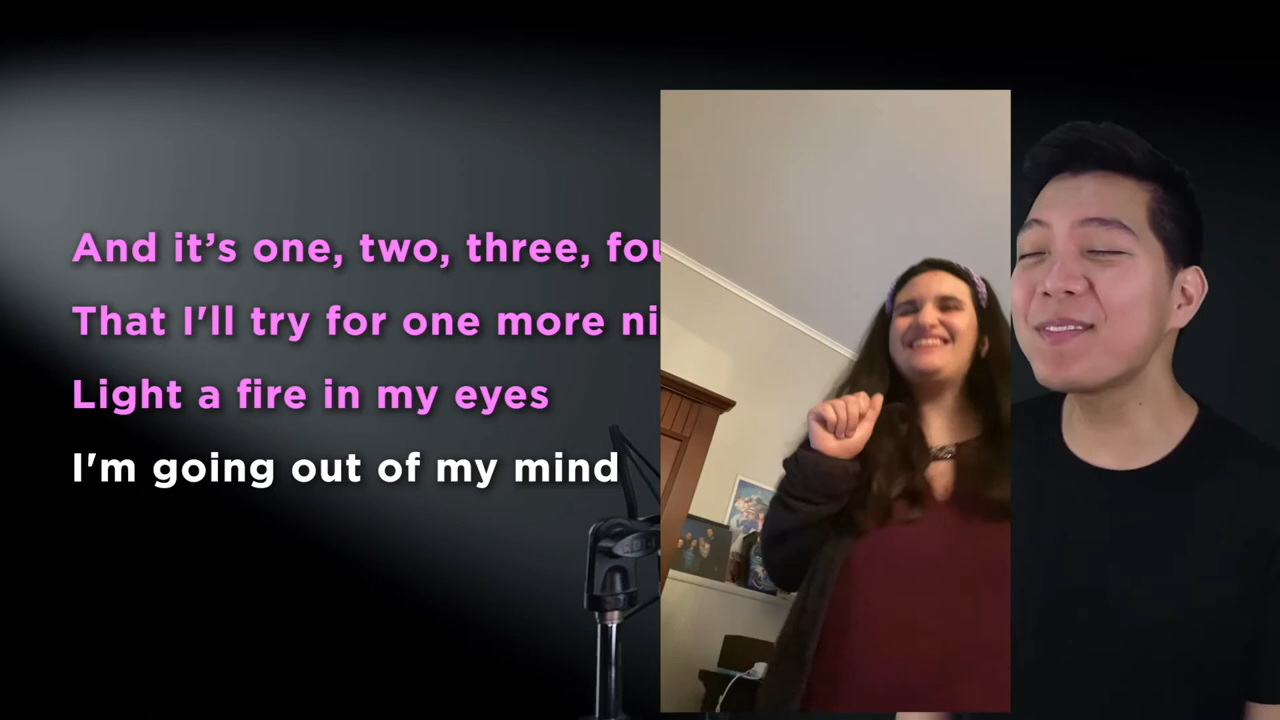 And it’s one, two, three, fou
That I'll try for one more ni
Light a fire in my eyes
I'm going out of my mind